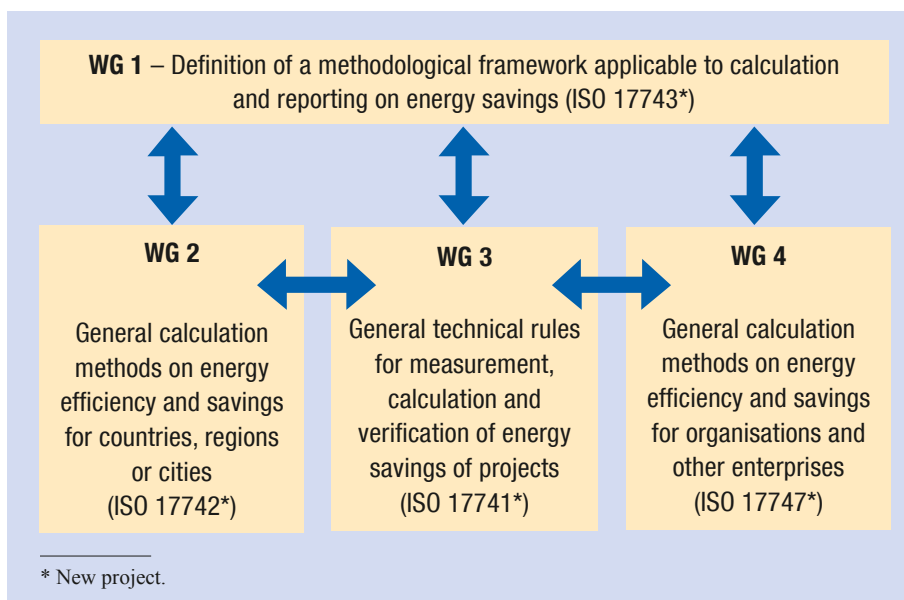 WG 1 – Definition of a methodological framework applicable to calculation
and reporting on energy savings (ISO 17743*)
WG 2
General calculation
methods on energy
efficiency and savings
for countries, regions
or cities
(ISO 17742*)
WG 3
General technical rules
for measurement,
calculation and
verification of energy
savings of projects
(ISO 17741*)
WG 4
General calculation
methods on energy
efficiency and savings
for organisations and
other enterprises
(ISO 17747*)
* New project.